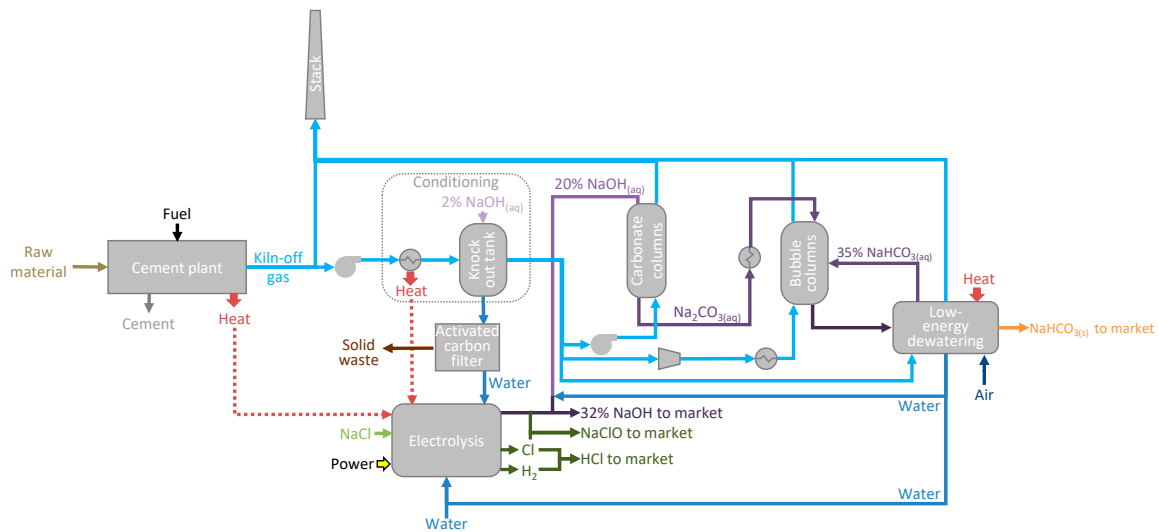 Stack
Conditioning
2% NaOH(aq)
20% NaOH(aq)
Fuel
Raw
material
Cement plant
Kiln-off
gas
Knock
out tank
Carbonate
columns
Bubble
columns
35% NaHCO3(aq)
Heat
Heat
Heat
Cement
Na2CO3(aq)
Low-
energy
dewatering
NaHCO3(s) to market
Activated
carbon
filter
Solid
waste
Water
Water
Air
32% NaOH to market
NaCl
Electrolysis
NaClO to market
Cl
HCl to market
H2
Power
Water
Water